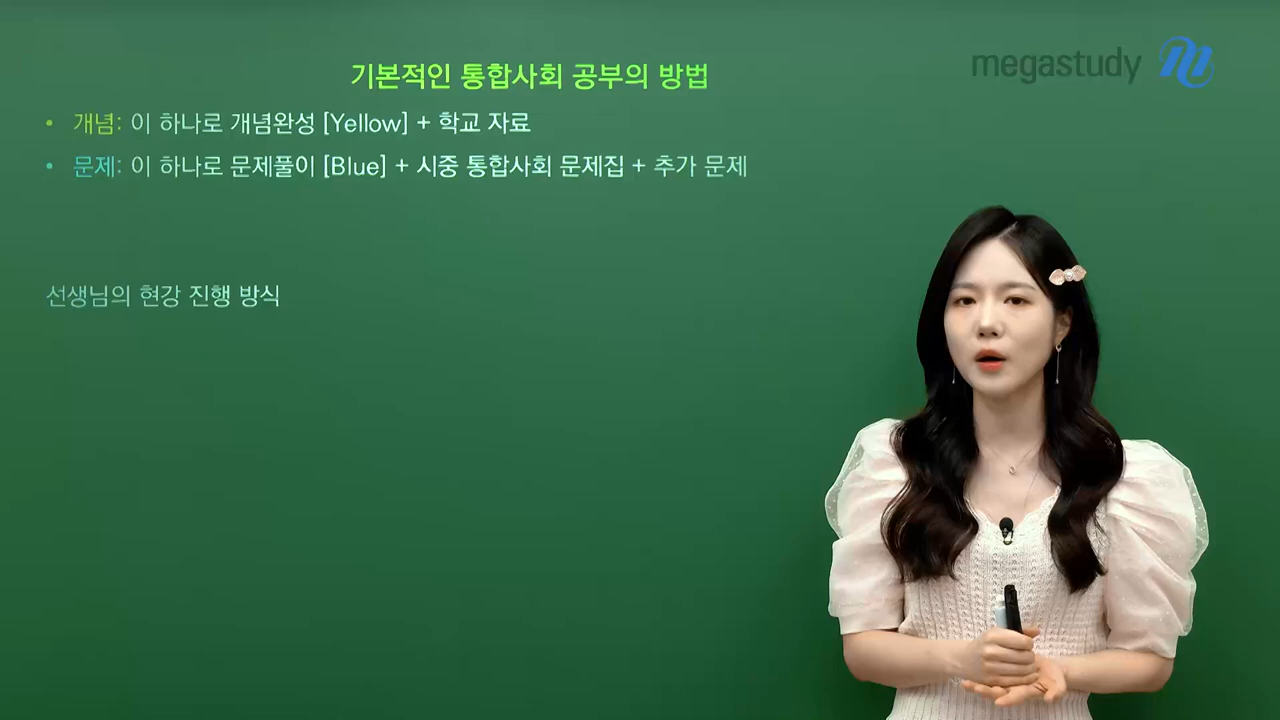 megastudy
기본적인 통합사회 공부의 방법
• 개념: 이 하나로 개념완성 [Yellow] + 학교 자료
• 문제: 이 하나로 문제풀이 [Blue] + 시중 통합사회 문제집 + 추가 문제
선생님의 현강 진행 방식